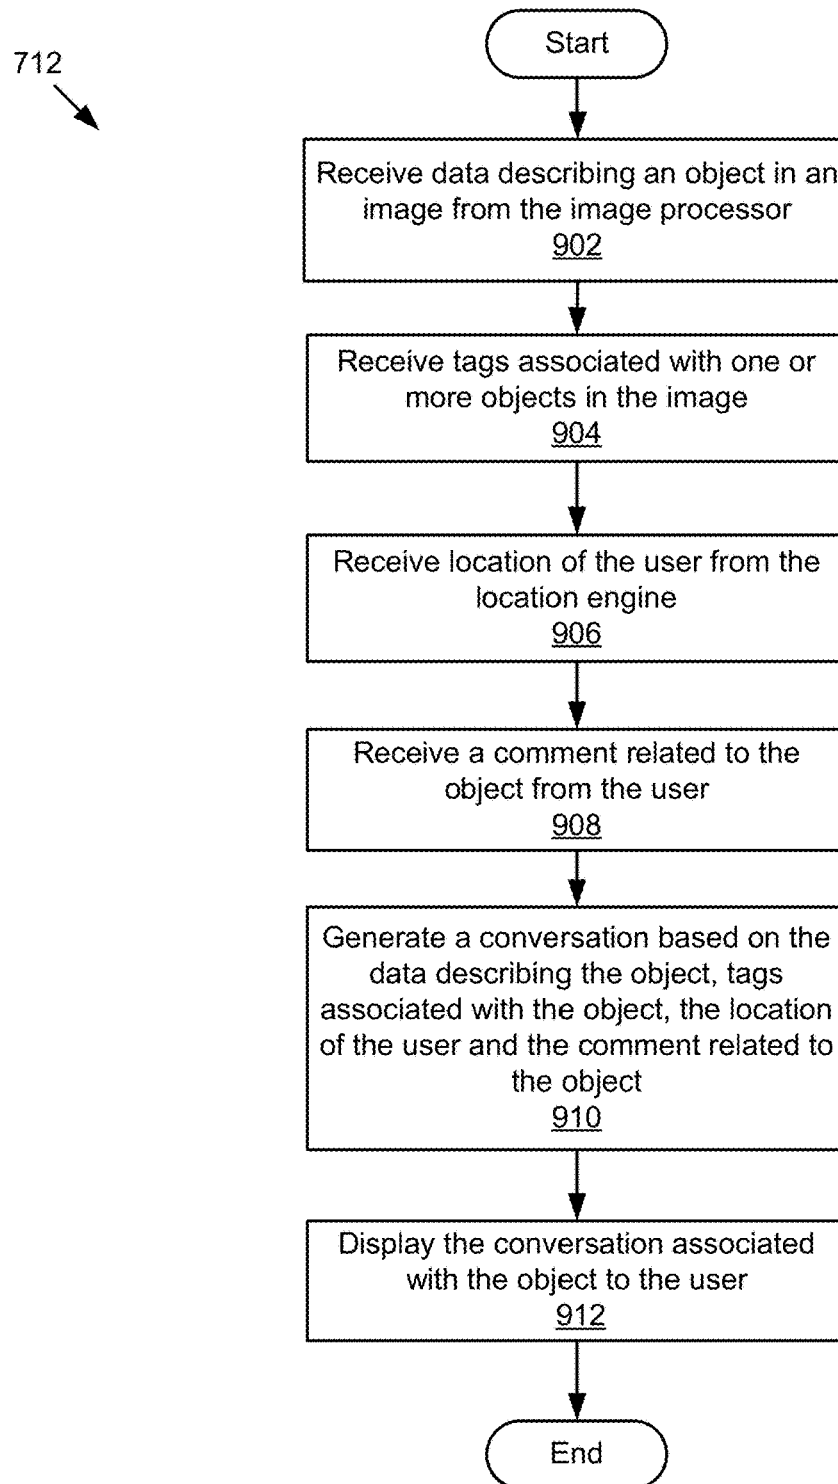 712
Start
Receive data describing an object in an
image from the image processor
902
Receive tags associated with one or
more objects in the image
904
Receive location of the user from the
location engine
906
Receive a comment related to the
object from the user
908
Generate a conversation based on the
data describing the object, tags
associated with the object, the location
of the user and the comment related to
the object
910
Display the conversation associated
with the object to the user
912
End